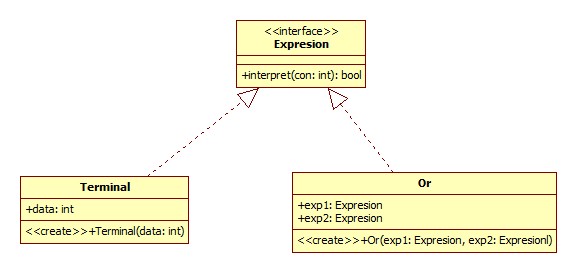 <<interface>>
Expresion
+interpret(con: int): bool
Terminal
+data: int
<<create>>+Terminal(data: int)
Or
+exp1: Expresion
+exp2: Expresion
<<create>>+Or(exp1: Expresion, exp2: Expresionl)